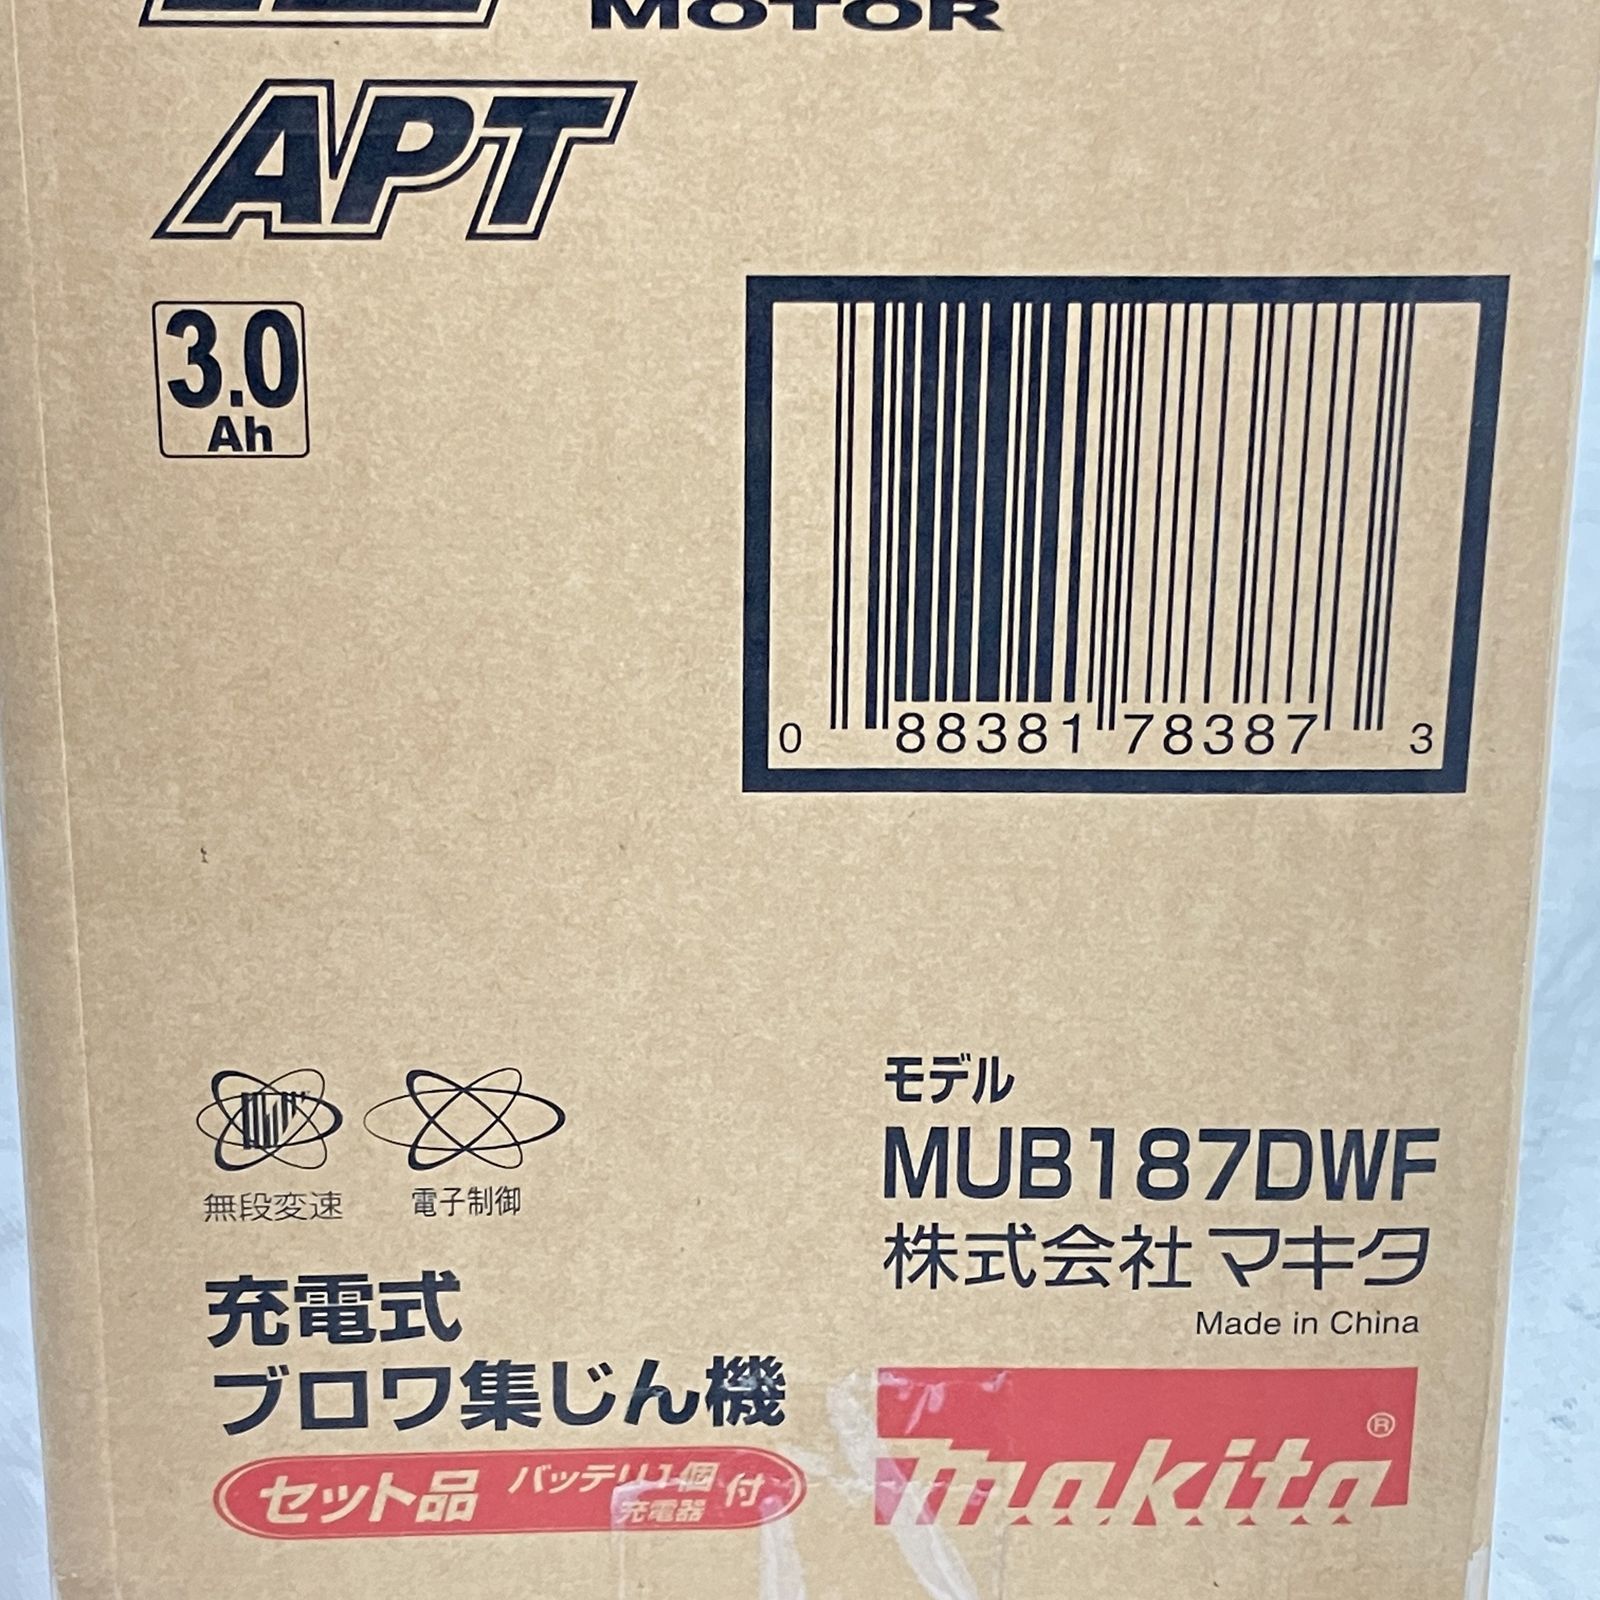 MOTOR
APT
3.0
Ah
0 88381 78387 3
無段変速
電子制御
モデル
MUB187DWF
株式会社 マキタ
Made in China
充電式
ブロワ集じん機
セット品 バッテリ1個 充電器 付
makita®